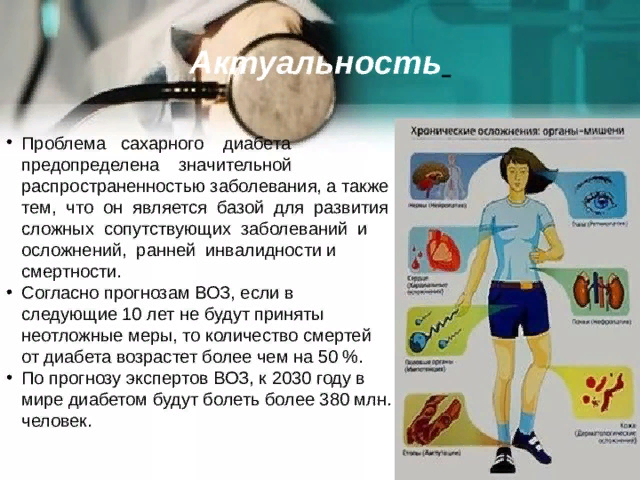 Актуальность
• Проблема сахарного диабета
предопределена значительной
распространенностью заболевания, а также
тем, что он является базой для развития
сложных сопутствующих заболеваний и
осложнений, ранней инвалидности и
смертности.
• Согласно прогнозам ВОЗ, если в
следующие 10 лет не будут приняты
неотложные меры, то количество смертей
от диабета возрастет более чем на 50 %.
• По прогнозу экспертов ВОЗ, к 2030 году в
мире диабетом будут болеть более 380 млн.
человек.
Хронические осложнения: органы-мишени
Нервы (Нейропатия)
Глаза (Ретинопатия)
Сердце
(Кардиальные
осложнения)
Почки (Нефропатия)
Половые органы
(Импотенция)
Кожа
(Дерматологические
осложнения)
Стопы (Ампутации)